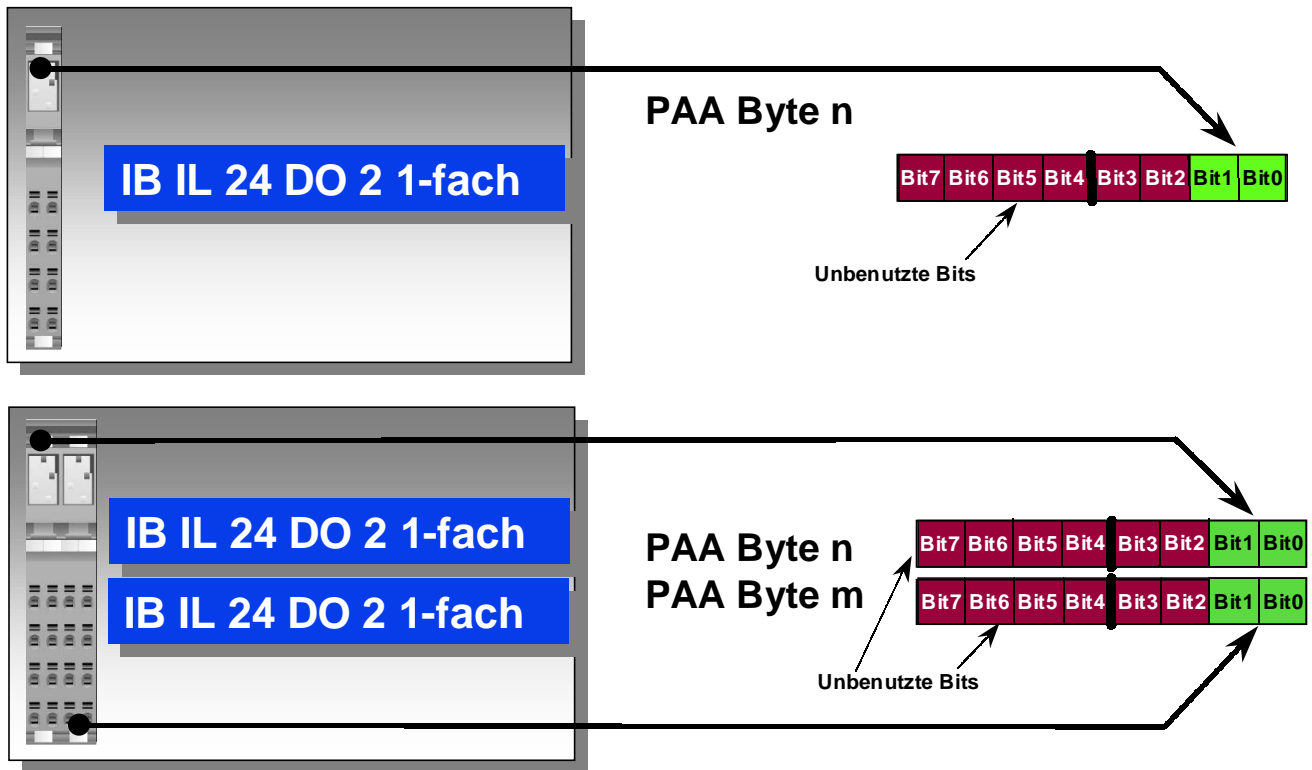 PAA Byte n
IB IL 24 DO 2 1-fach
Bit7 Bit6 Bit5 Bit4 Bit3 Bit2 Bit1 Bit0
Unbenutzte Bits
IB IL 24 DO 2 1-fach
PAA Byte n
Bit7 Bit6 Bit5 Bit4 Bit3 Bit2 Bit1 Bit0
IB IL 24 DO 2 1-fach
PAA Byte m
Bit7 Bit6 Bit5 Bit4 Bit3 Bit2 Bit1 Bit0
Unbenutzte Bits